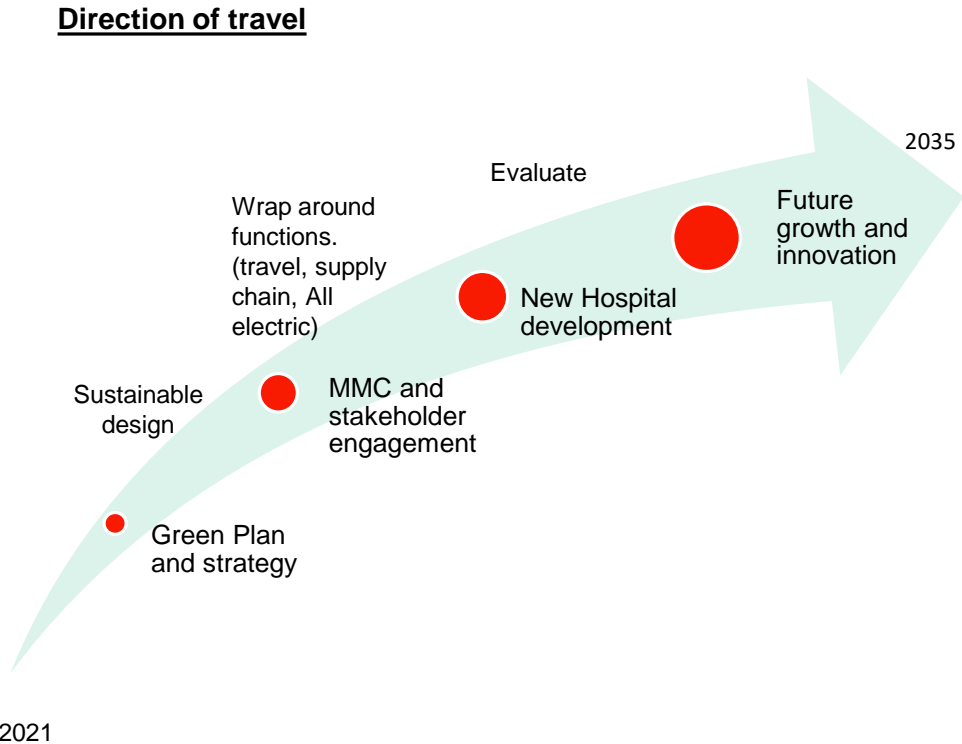 Direction of travel
2035
Evaluate
Future
growth and
innovation
Wrap around
functions.
(travel, supply
chain, All
electric)
New Hospital
development
Sustainable
design
MMC and
stakeholder
engagement
Green Plan
and strategy
2021